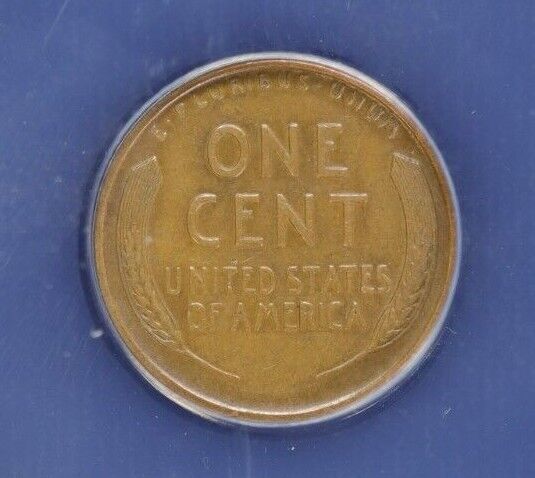 E·PLURIBUS·UNUM
ONE
CENT
UNITED STATES
OF AMERICA